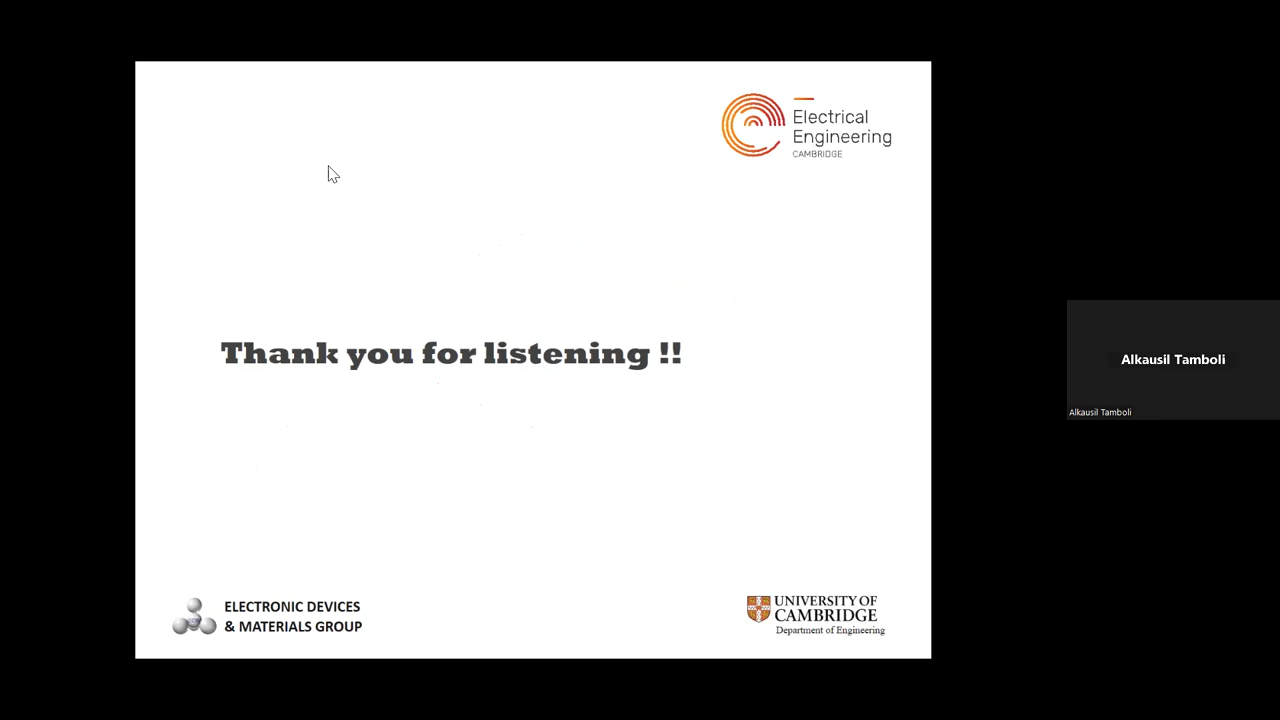 Electrical
Engineering
CAMBRIDGE
Thank you for listening !!
Alkausil Tamboli
Alkausil Tamboli
ELECTRONIC DEVICES
& MATERIALS GROUP
UNIVERSITY OF
CAMBRIDGE
Department of Engineering